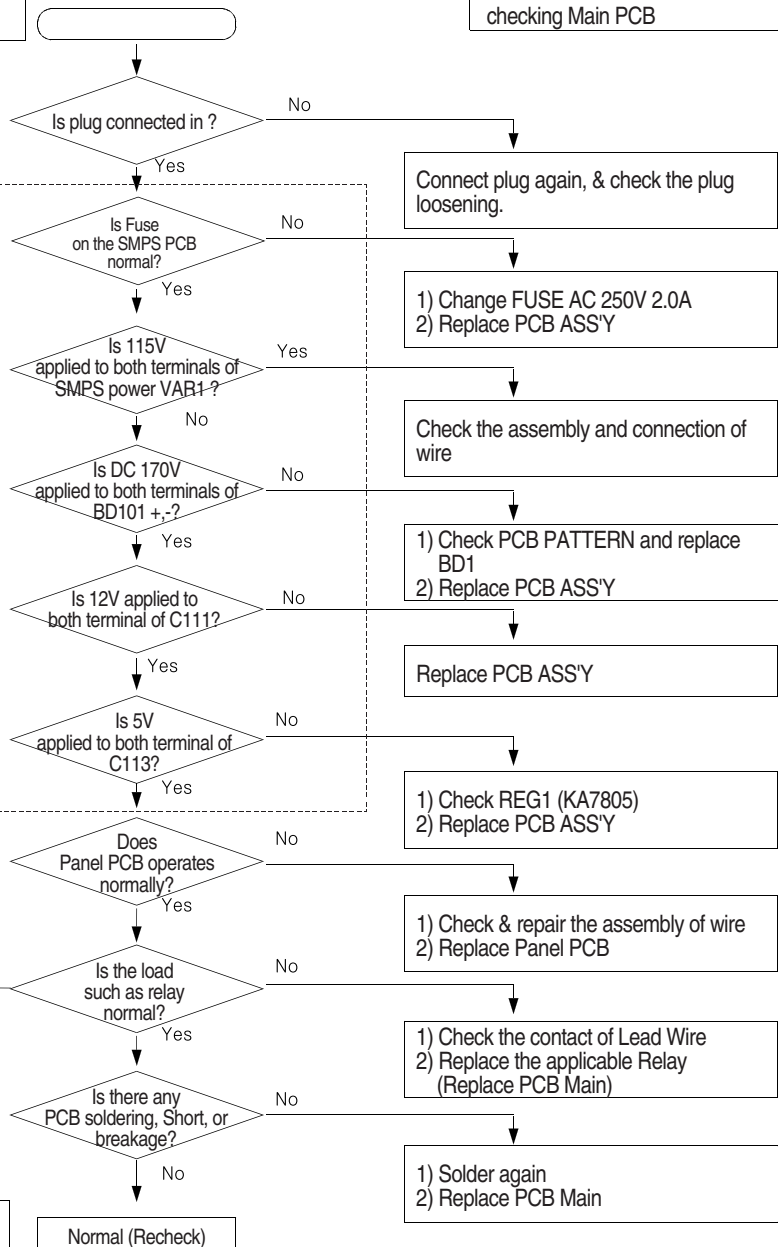 checking Main PCB
Is plug connected in ?
No
Yes
Connect plug again, & check the plug
loosening.
Is Fuse
on the SMPS PCB
normal?
No
Yes
1) Change FUSE AC 250V 2.0A
2) Replace PCB ASS'Y
Is 115V
applied to both terminals of
SMPS power VAR1 ?
Yes
No
Check the assembly and connection of
wire
Is DC 170V
applied to both terminals of
BD101 +,-?
No
Yes
1) Check PCB PATTERN and replace
BD1
2) Replace PCB ASS'Y
Is 12V applied to
both terminal of C111?
No
Yes
Replace PCB ASS'Y
Is 5V
applied to both terminal of
C113?
No
Yes
1) Check REG1 (KA7805)
2) Replace PCB ASS'Y
Does
Panel PCB operates
normally?
No
Yes
1) Check & repair the assembly of wire
2) Replace Panel PCB
Is the load
such as relay
normal?
No
Yes
1) Check the contact of Lead Wire
2) Replace the applicable Relay
(Replace PCB Main)
Is there any
PCB soldering, Short, or
breakage?
No
No
1) Solder again
2) Replace PCB Main
Normal (Recheck)